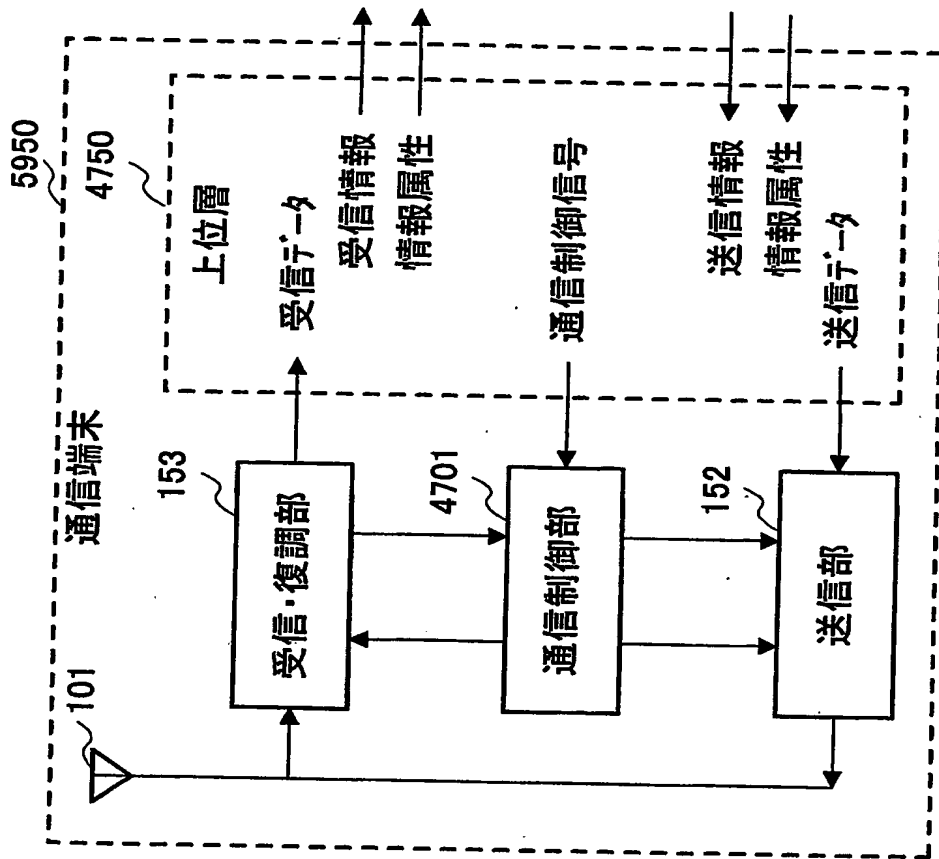 5950
通信端末
4750
上位層
101
153
受信・復調部
受信データ
受信情報
情報属性
4701
通信制御部
通信制御信号
152
送信部
送信情報
情報属性
送信データ